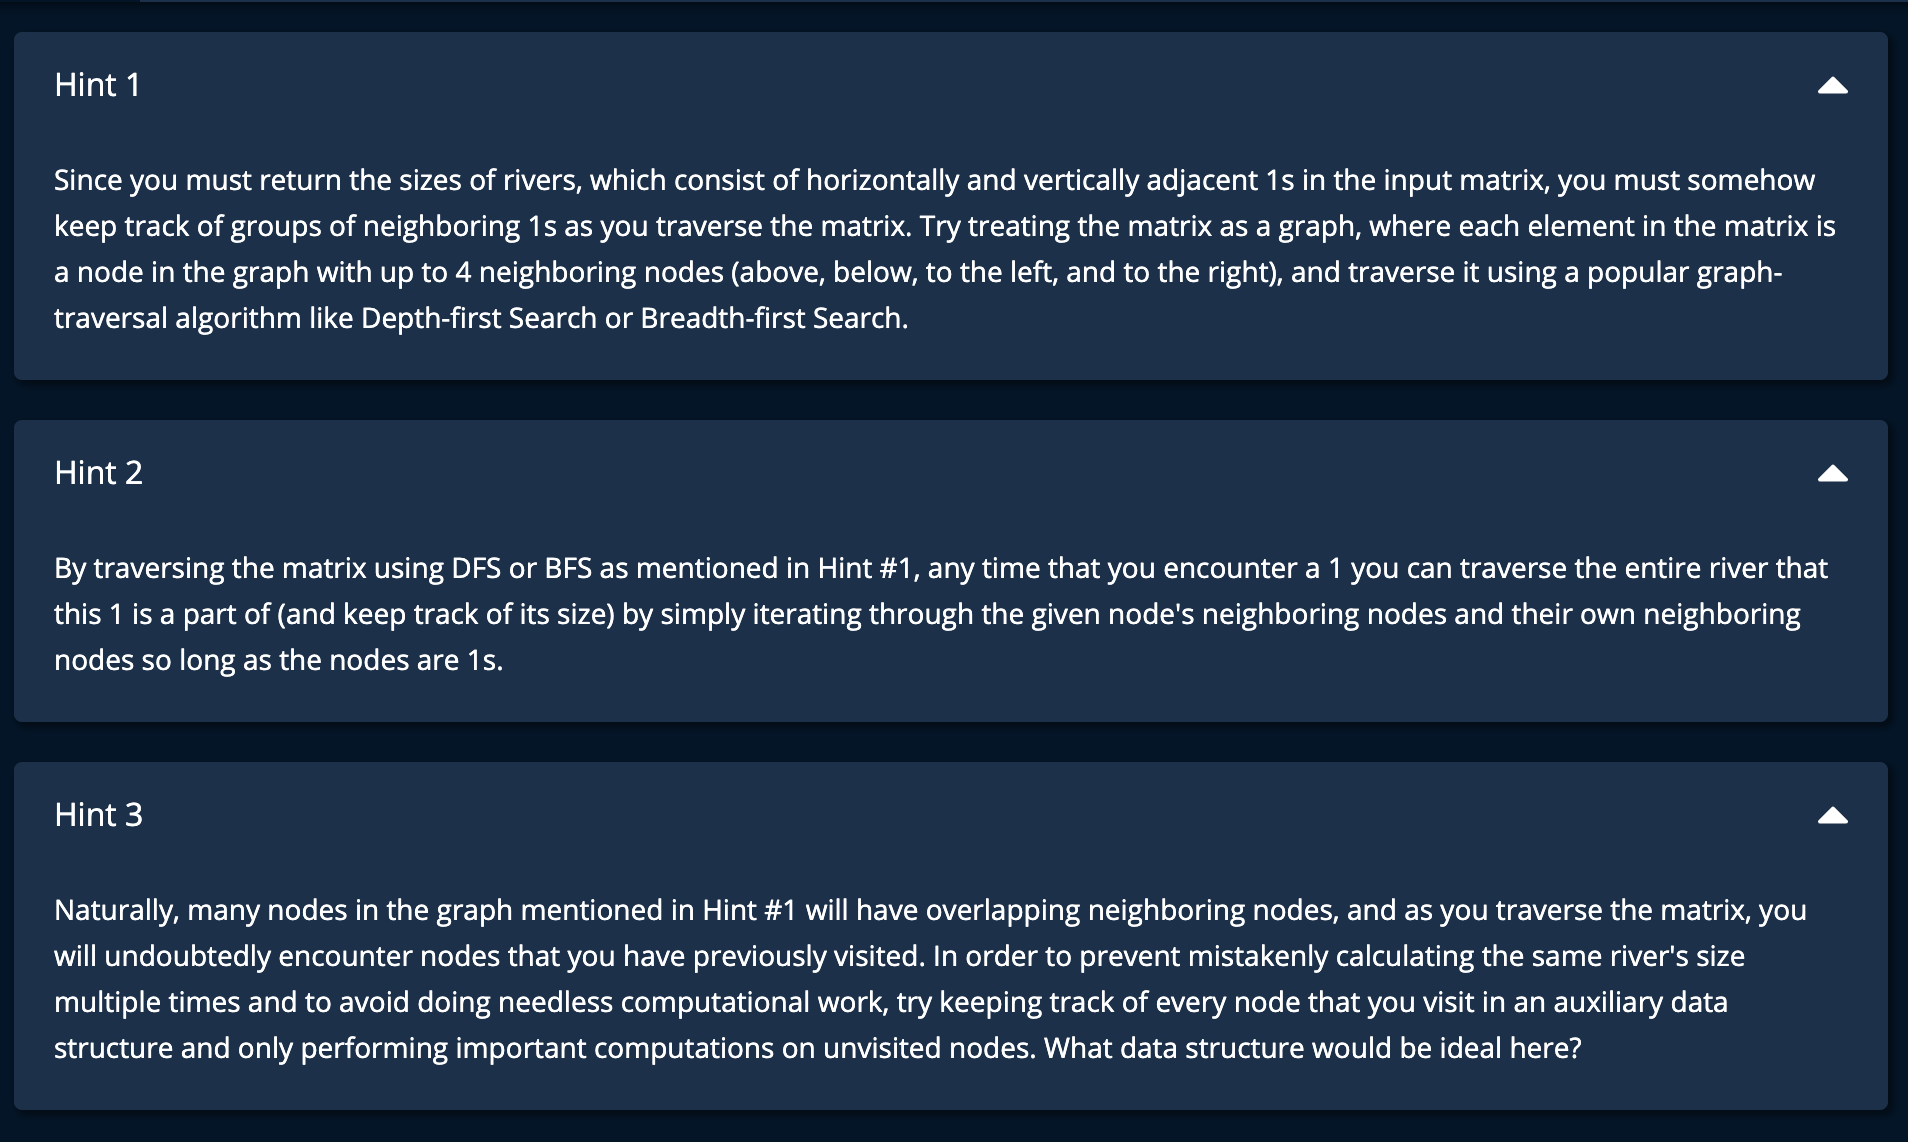 Hint 1
Since you must return the sizes of rivers, which consist of horizontally and vertically adjacent 1s in the input matrix, you must somehow
keep track of groups of neighboring 1s as you traverse the matrix. Try treating the matrix as a graph, where each element in the matrix is
a node in the graph with up to 4 neighboring nodes (above, below, to the left, and to the right), and traverse it using a popular graph-
traversal algorithm like Depth-first Search or Breadth-first Search.
Hint 2
By traversing the matrix using DFS or BFS as mentioned in Hint #1, any time that you encounter a 1 you can traverse the entire river that
this 1 is a part of (and keep track of its size) by simply iterating through the given node's neighboring nodes and their own neighboring
nodes so long as the nodes are 1s.
Hint 3
Naturally, many nodes in the graph mentioned in Hint #1 will have overlapping neighboring nodes, and as you traverse the matrix, you
will undoubtedly encounter nodes that you have previously visited. In order to prevent mistakenly calculating the same river's size
multiple times and to avoid doing needless computational work, try keeping track of every node that you visit in an auxiliary data
structure and only performing important computations on unvisited nodes. What data structure would be ideal here?